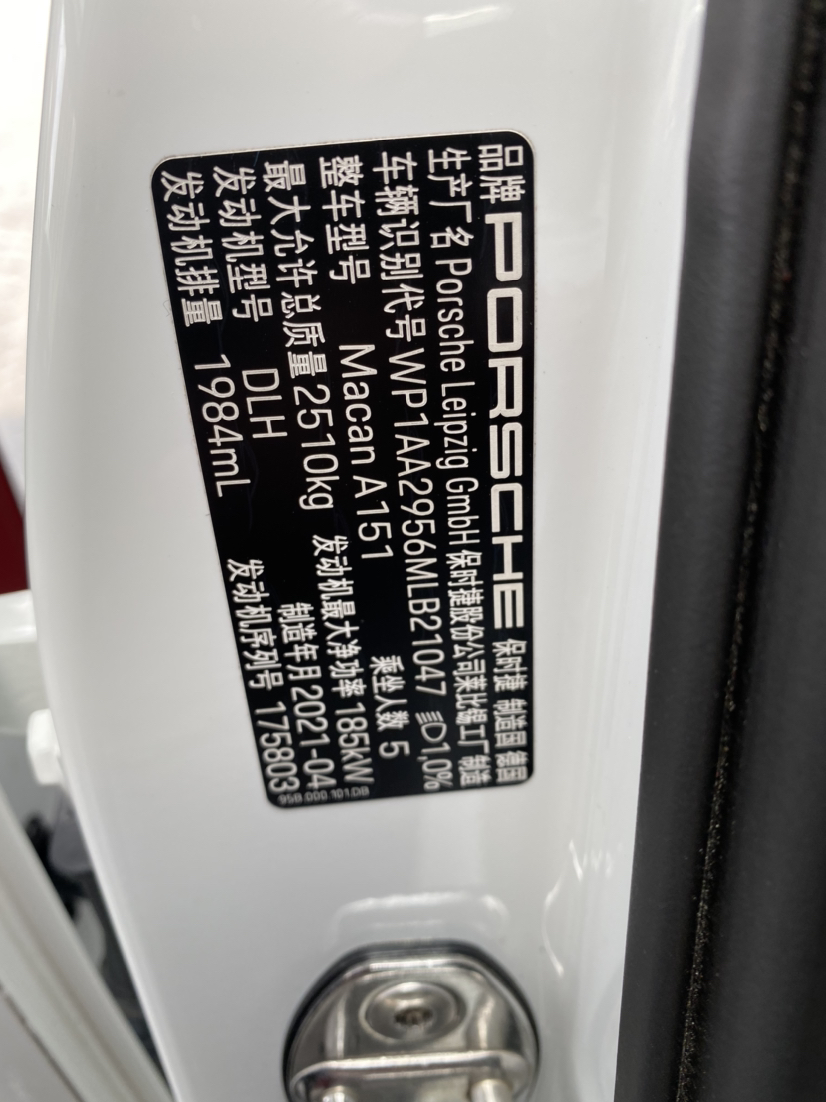 品牌 PORSCHE 保时捷 制造国 德国
生产厂名 Porsche Leipzig GmbH 保时捷股份公司莱比锡工厂 制造
车辆识别代号 WP1AA2956MLB21047 1,0%
整车型号 Macan A151 乘坐人数 5
最大允许总质量 2510kg 发动机最大净功率 185kW
发动机型号 DLH 制造年月 2021-04
发动机排量 1984mL 发动机序列号 175803
95B.000.101.DB